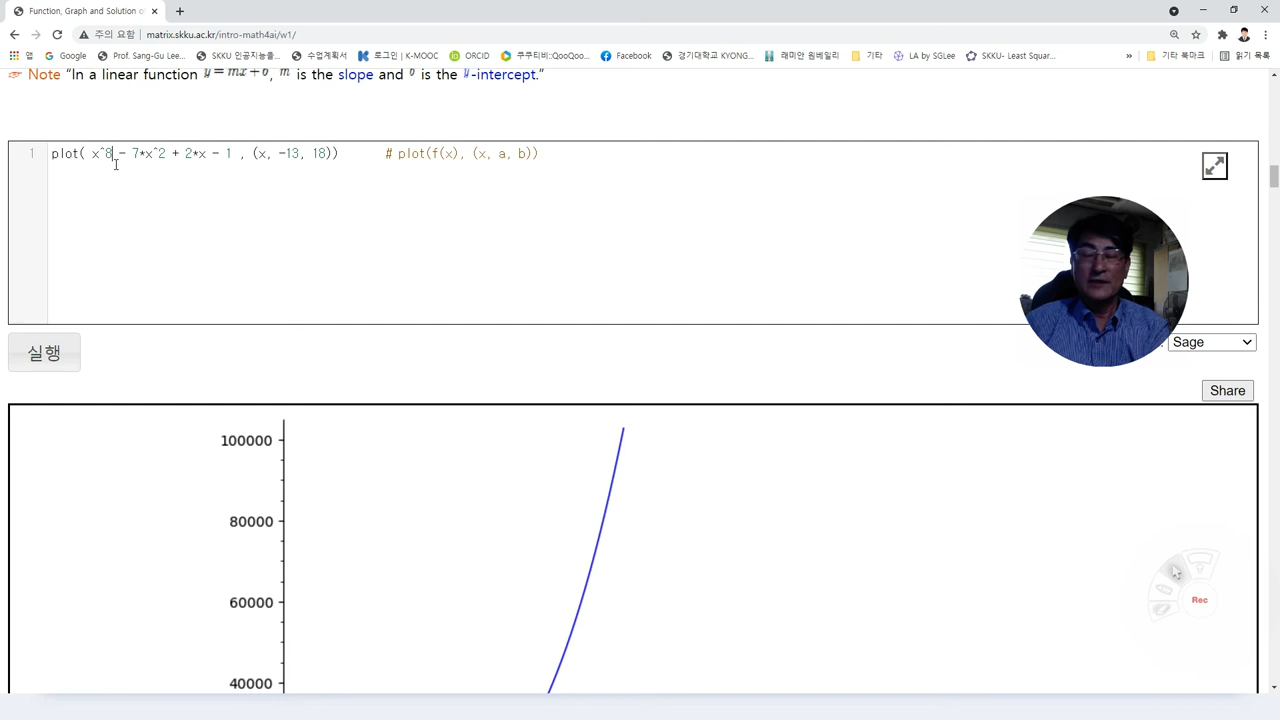 Function, Graph and Solution of
주의 요함
matrix.skku.ac.kr/intro-math4ai/w1/
앱
Google
Prof. Sang-Gu Lee...
SKKU 인공지능을...
수업계획서
로그인 | K-MOOC
ORCID
쿠쿠티비::QooQoo...
Facebook
경기대학교 KYONG...
래미안 원베일리
기타
LA by SGLee
SKKU- Least Squar...
»
기타 북마크
읽기 목록
☞ Note "In a linear function y = mx + b, m is the slope and b is the y-intercept."
1 plot( x^8 - 7*x^2 + 2*x - 1 , (x, -13, 18)) # plot(f(x), (x, a, b))
Sage
실행
Share
100000
80000
60000
40000
Rec